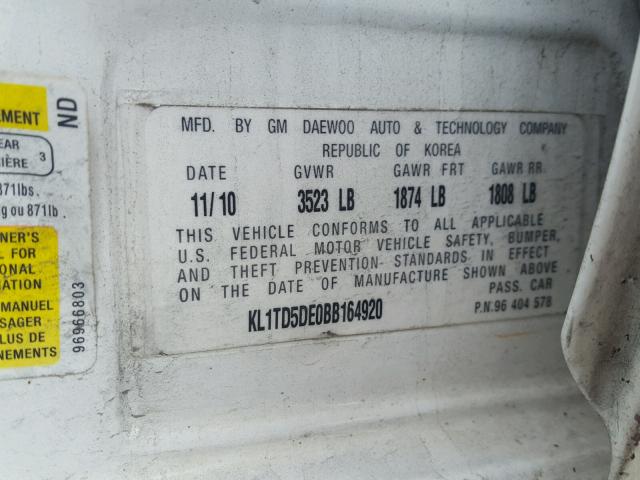 EMENT
EAR
IÈRE 3
871lbs.
g ou 871lb.
NER'S
L FOR
IONAL
TION
MANUEL
SAGER
PLUS DE
NEMENTS
ND
96966803
MFD. BY GM DAEWOO AUTO & TECHNOLOGY COMPANY
REPUBLIC OF KOREA
DATE GVWR GAWR FRT GAWR RR
11/10 3523 LB 1874 LB 1808 LB
THIS VEHICLE CONFORMS TO ALL APPLICABLE
U.S. FEDERAL MOTOR VEHICLE SAFETY, BUMPER,
AND THEFT PREVENTION STANDARDS IN EFFECT
ON THE DATE OF MANUFACTURE SHOWN ABOVE
PASS. CAR
KL1TD5DE0BB164920
P.N.96 404 578